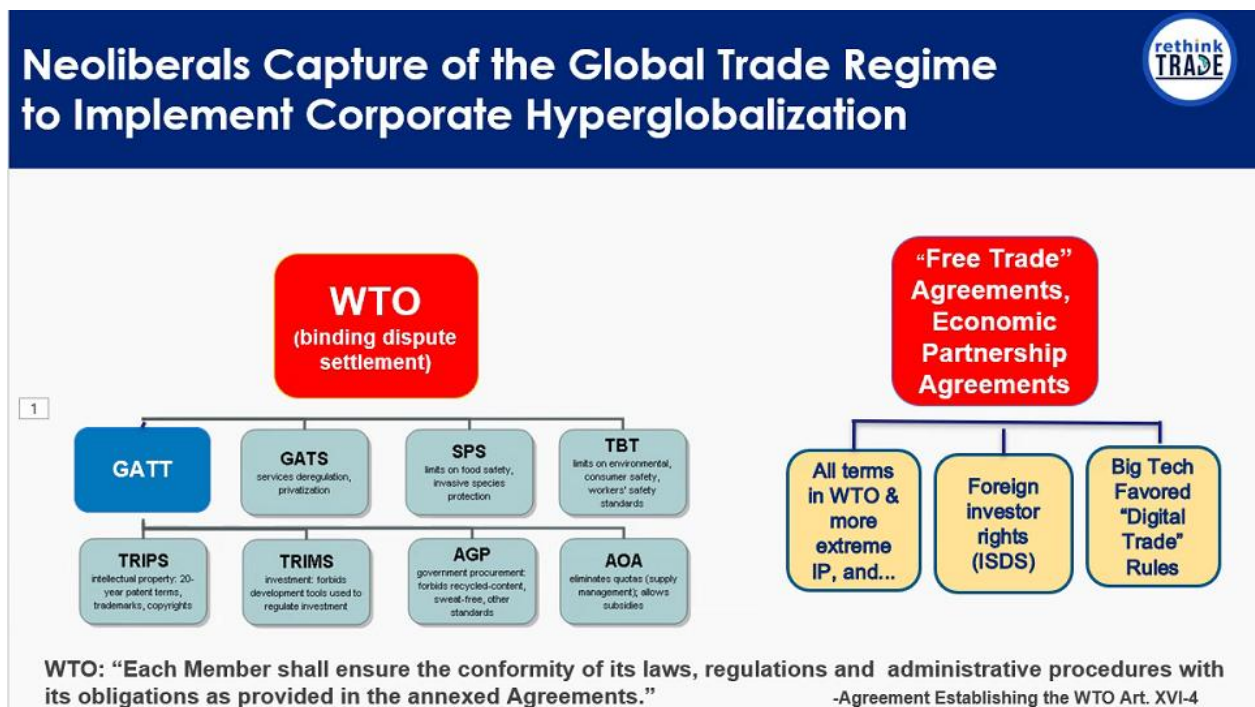 Neoliberals Capture of the Global Trade Regime
to Implement Corporate Hyperglobalization
rethink
TRADE
WTO
(binding dispute
settlement)
1
GATT
GATS
services deregulation,
privatization
SPS
limits on food safety,
invasive species
protection
TBT
limits on environmental,
consumer safety,
workers' safety
standards
TRIPS
intellectual property: 20-
year patent terms,
trademarks, copyrights
TRIMS
investment: forbids
development tools used to
regulate investment
AGP
government procurement:
forbids recycled-content,
sweat-free, other
standards
AOA
eliminates quotas (supply
management); allows
subsidies
“Free Trade”
Agreements,
Economic
Partnership
Agreements
All terms
in WTO &
more
extreme
IP, and...
Foreign
investor
rights
(ISDS)
Big Tech
Favored
“Digital
Trade”
Rules
WTO: “Each Member shall ensure the conformity of its laws, regulations and administrative procedures with
its obligations as provided in the annexed Agreements.”
-Agreement Establishing the WTO Art. XVI-4